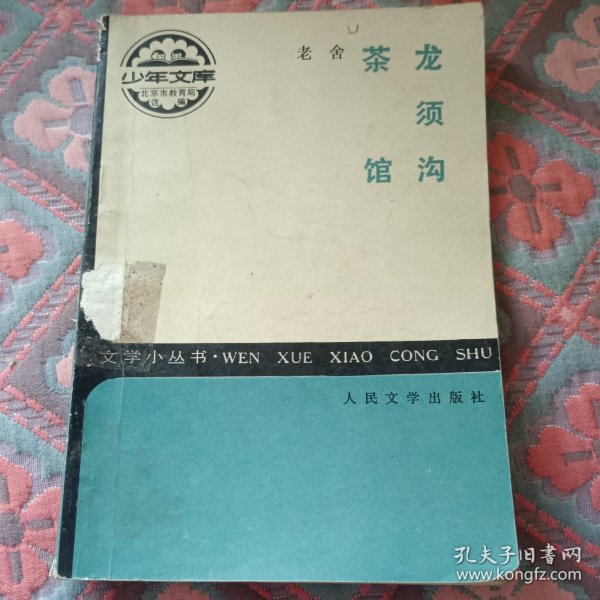 少年文库
北京市教育局
选编
老舍
龙须沟
茶馆
文学小丛书·WEN XUE XIAO CONG SHU
人民文学出版社
孔夫子旧书网
www.kongfz.com